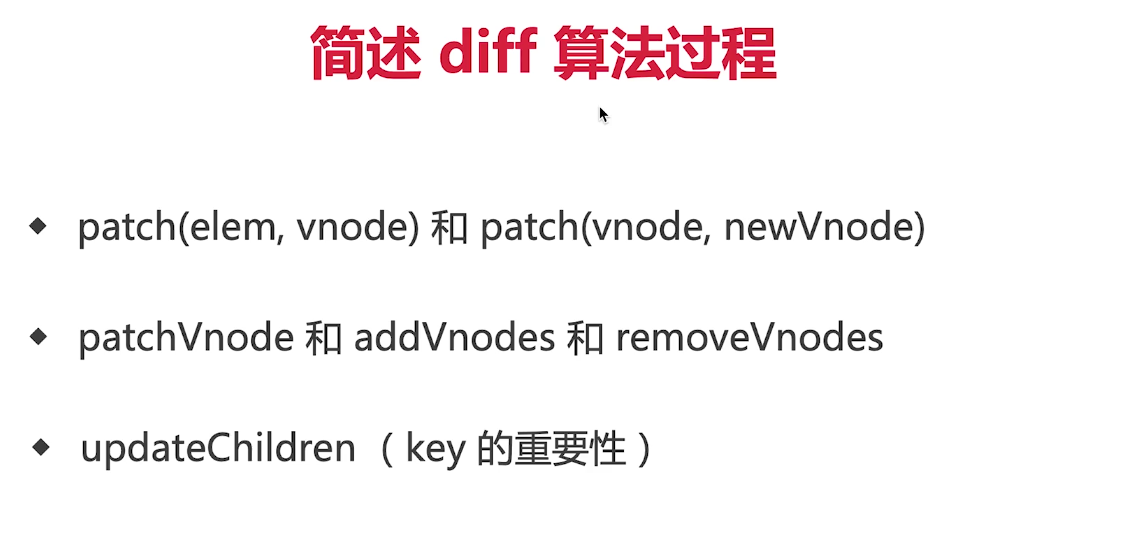 简述 diff 算法过程
◆ patch(elem, vnode) 和 patch(vnode, newVnode)
◆ patchVnode 和 addVnodes 和 removeVnodes
◆ updateChildren （ key 的重要性 ）